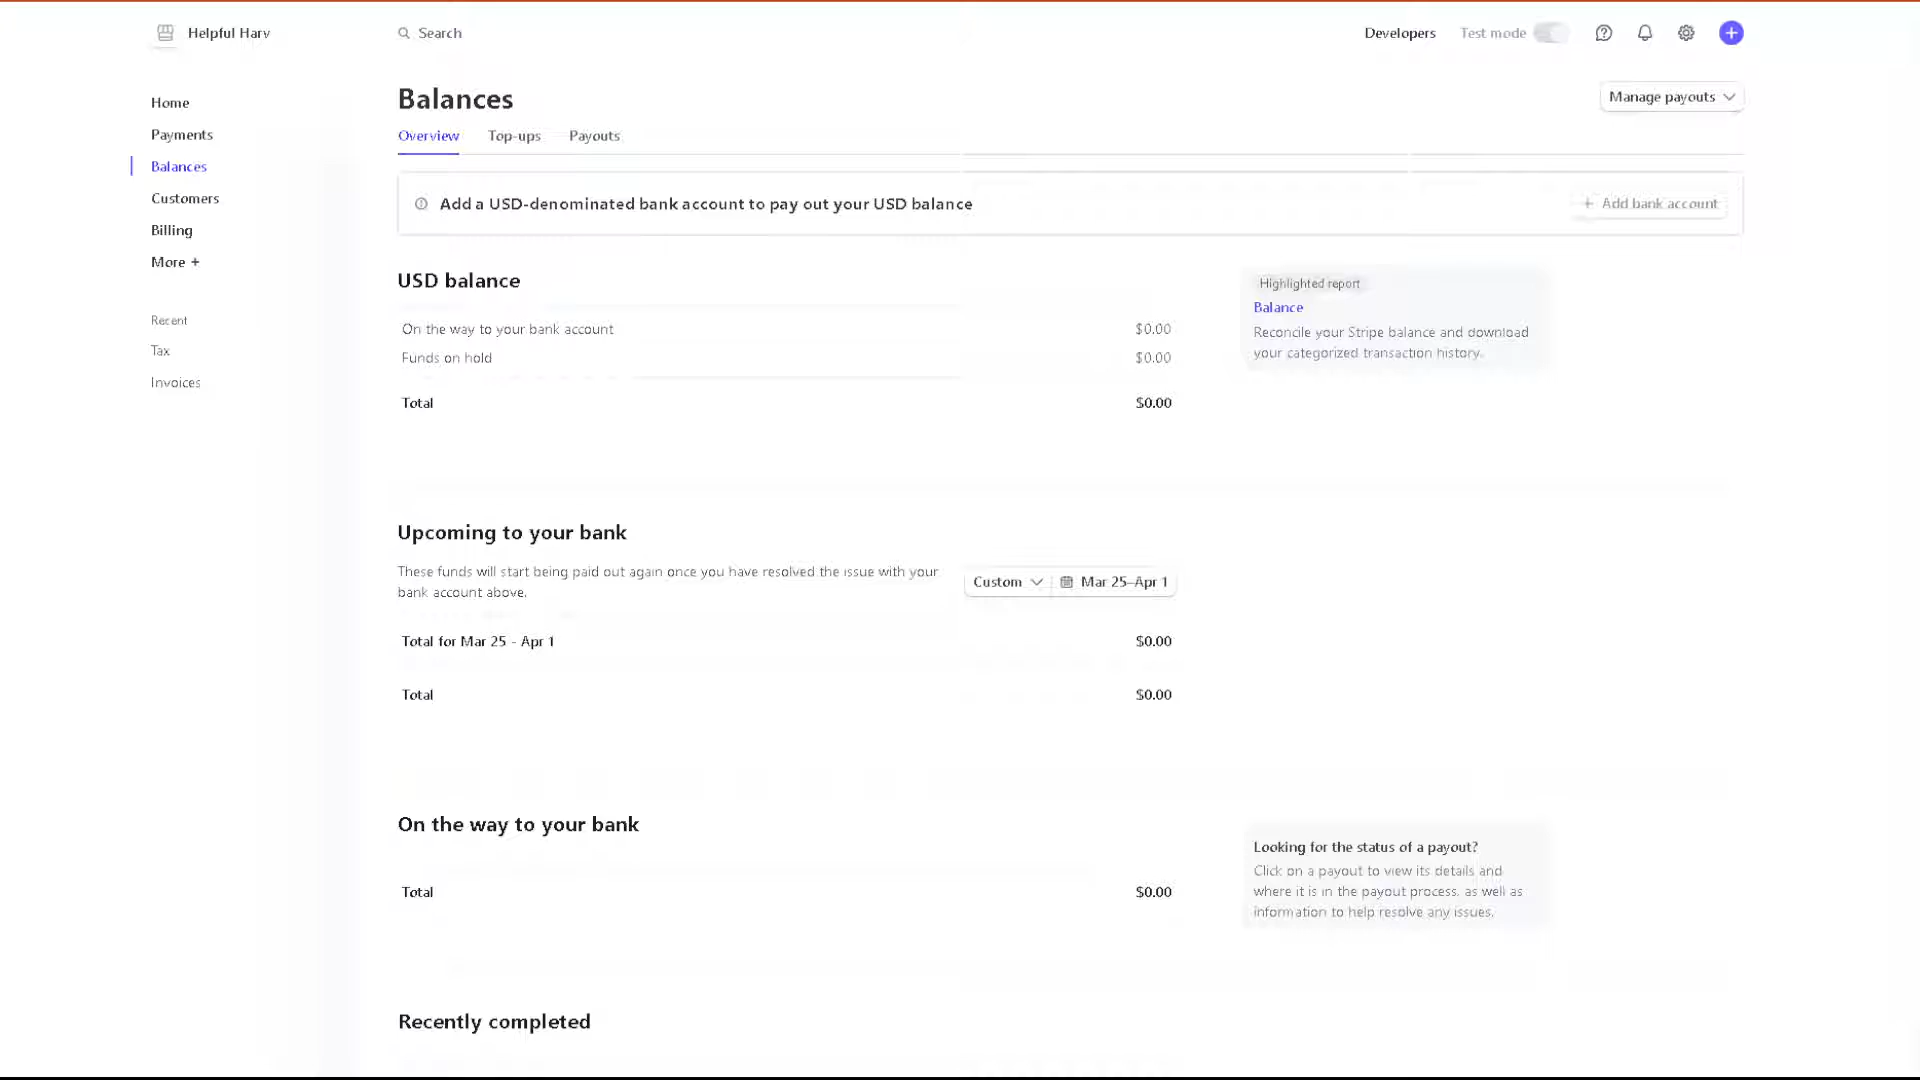 Helpful Harv
Search
Developers
Test mode
Home
Payments
Balances
Customers
Billing
More +
Recent
Tax
Invoices
Balances
Manage payouts
Overview
Top-ups
Payouts
Add a USD-denominated bank account to pay out your USD balance
+ Add bank account
USD balance
On the way to your bank account $0.00
Funds on hold $0.00
Total $0.00
Highlighted report
Balance
Reconcile your Stripe balance and download
your categorized transaction history.
Upcoming to your bank
These funds will start being paid out again once you have resolved the issue with your
bank account above.
Custom
Mar 25–Apr 1
Total for Mar 25 - Apr 1 $0.00
Total $0.00
On the way to your bank
Total $0.00
Looking for the status of a payout?
Click on a payout to view its details and
where it is in the payout process, as well as
information to help resolve any issues.
Recently completed